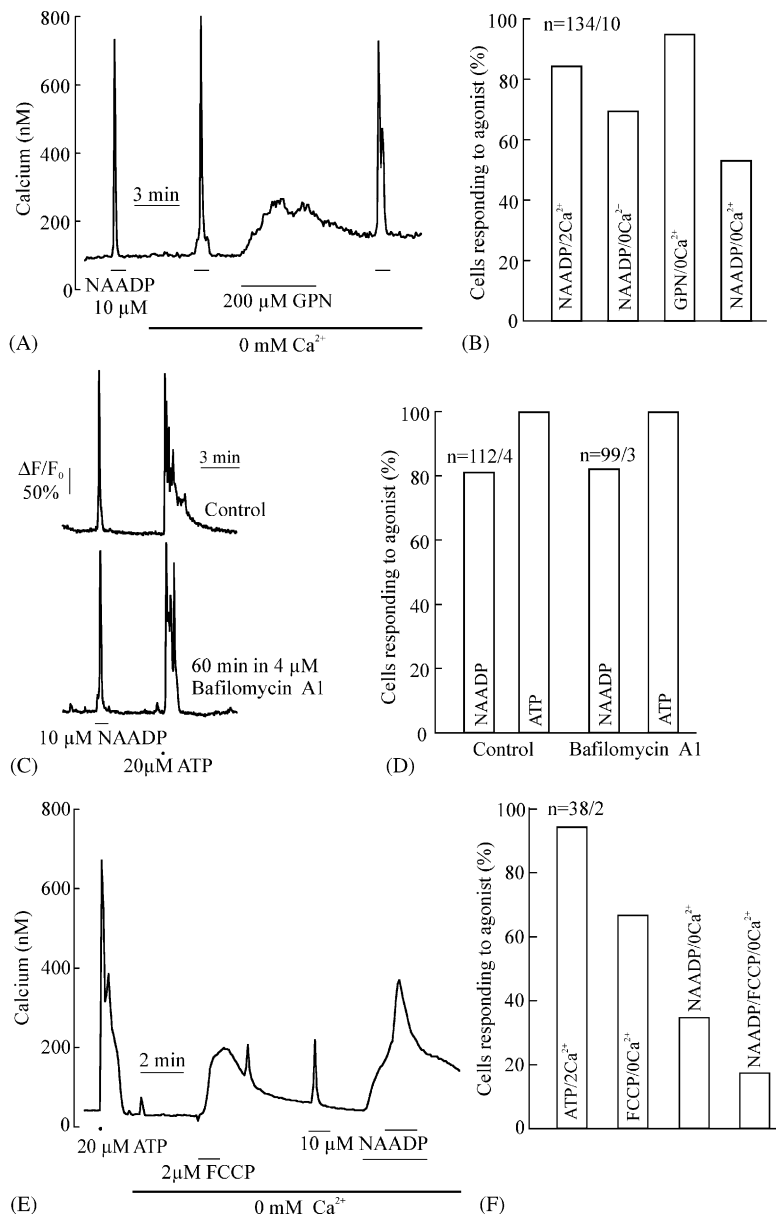 800
600
400
200
0
Calcium (nM)
3 min
NAADP
10 µM
200 µM GPN
0 mM Ca²⁺
(A)
100
80
60
40
20
0
Cells responding to agonist (%)
n=134/10
NAADP/2Ca²⁺
NAADP/0Ca²⁻
GPN/0Ca²⁺
NAADP/0Ca²⁺
(B)
ΔF/F₀
50%
3 min
Control
60 min in 4 µM
Bafilomycin A1
10 µM NAADP
20µM ATP
(C)
100
80
60
40
20
0
Cells responding to agonist (%)
n=112/4
n=99/3
NAADP
ATP
NAADP
ATP
Control
Bafilomycin A1
(D)
800
600
400
200
0
Calcium (nM)
2 min
20 µM ATP
2µM FCCP
10 µM NAADP
0 mM Ca²⁺
(E)
100
80
60
40
20
0
Cells responding to agonist (%)
n=38/2
ATP/2Ca²⁺
FCCP/0Ca²⁺
NAADP/0Ca²⁺
NAADP/FCCP/0Ca²⁺
(F)